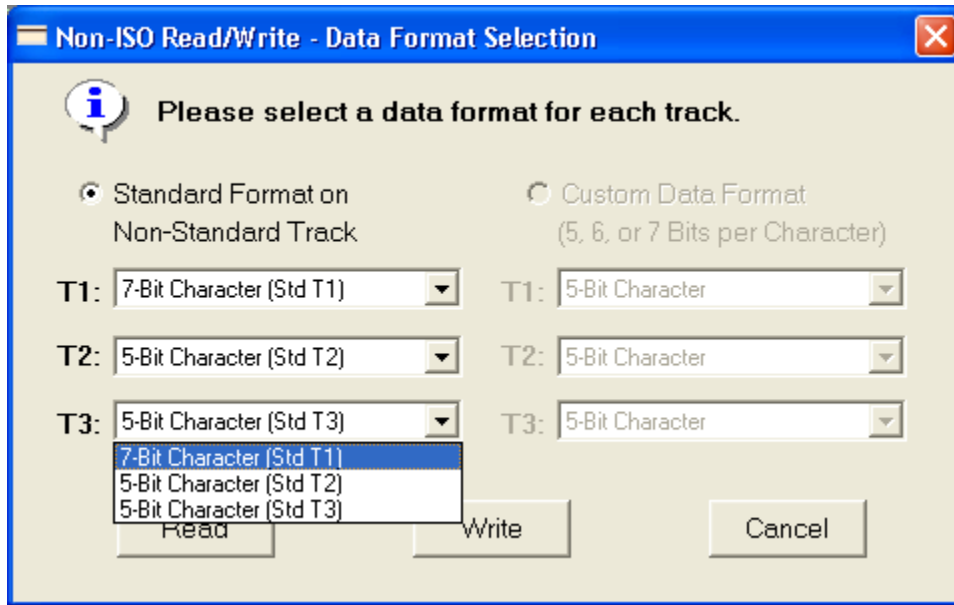 Non-ISO Read/Write - Data Format Selection
Please select a data format for each track.
Standard Format on
Non-Standard Track
Custom Data Format
(5, 6, or 7 Bits per Character)
T1: 7-Bit Character (Std T1)
T1: 5-Bit Character
T2: 5-Bit Character (Std T2)
T2: 5-Bit Character
T3: 5-Bit Character (Std T3)
T3: 5-Bit Character
7-Bit Character (Std T1)
5-Bit Character (Std T2)
5-Bit Character (Std T3)
Read
Write
Cancel